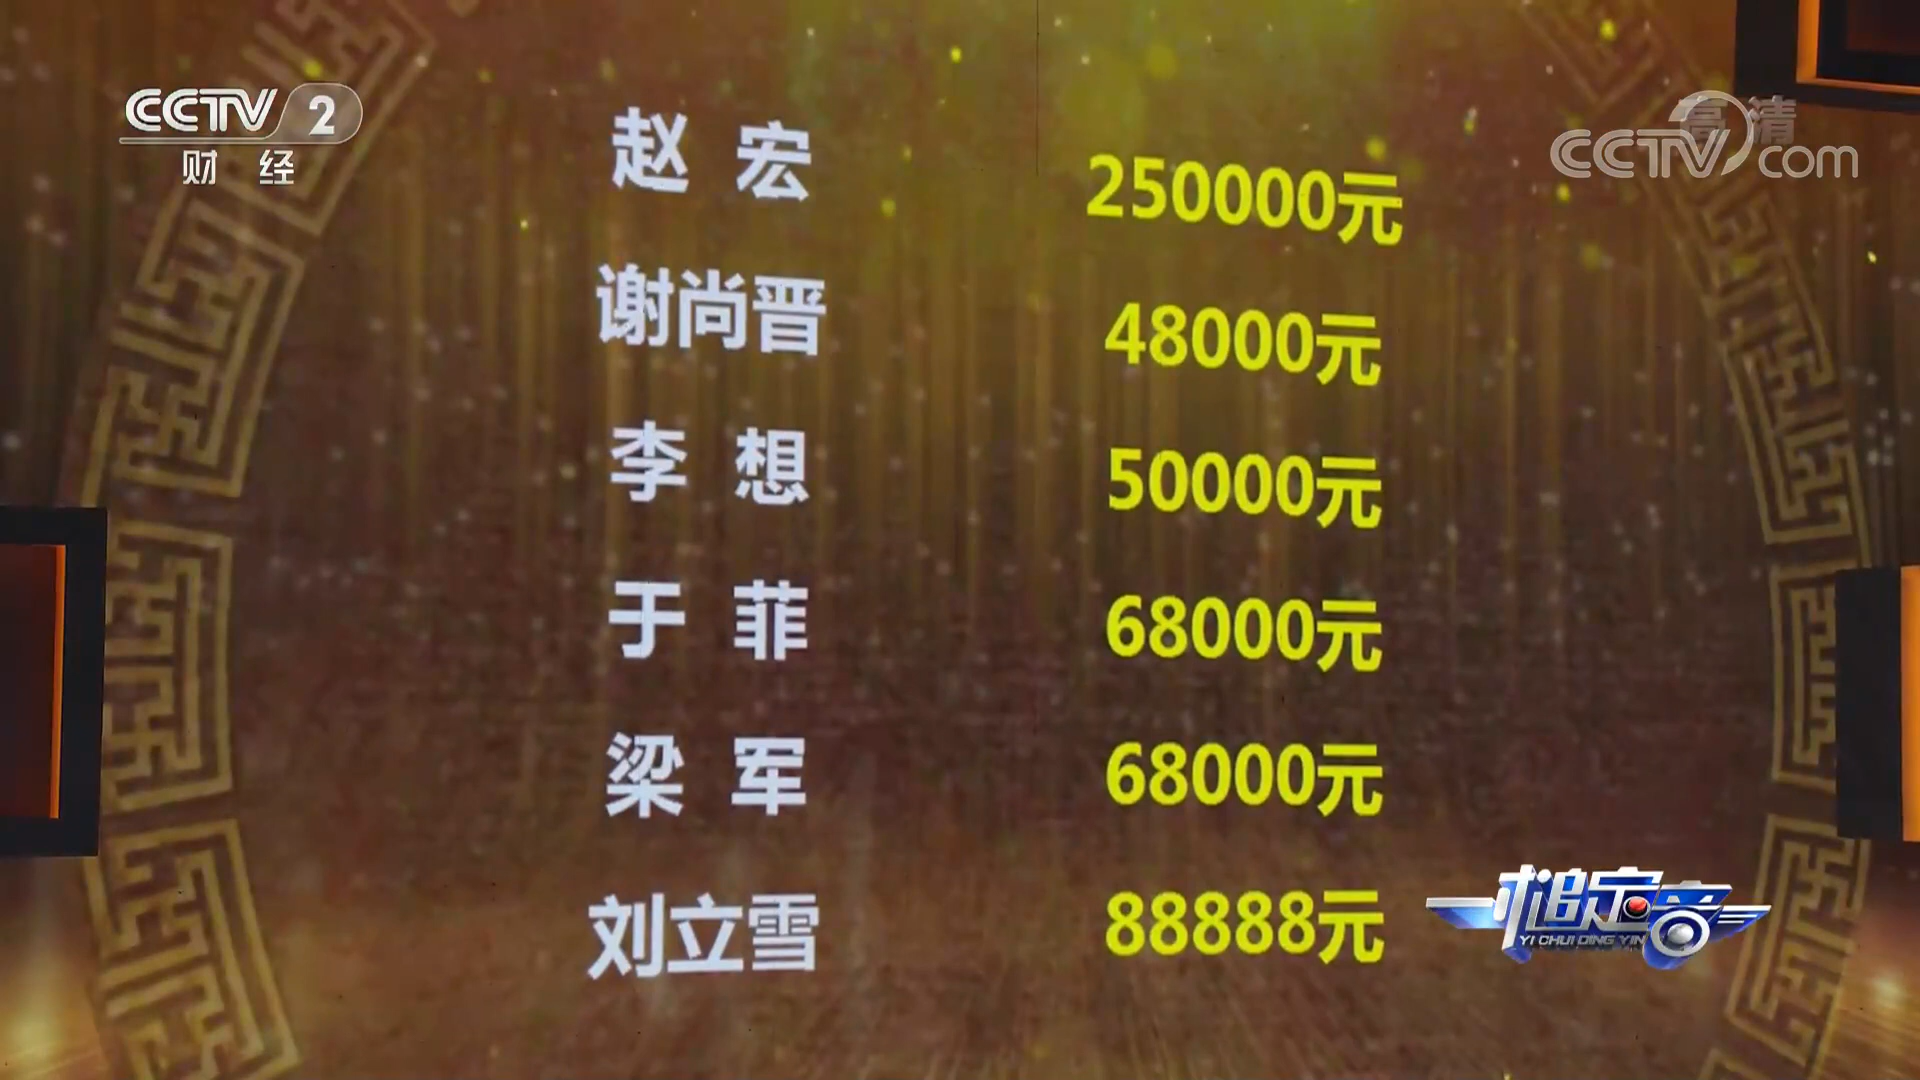 CCTV 2
财 经
高清
CCTV com
赵 宏 250000元
谢尚晋 48000元
李 想 50000元
于 菲 68000元
梁 军 68000元
刘立雪 88888元
一槌定音
YI CHUI DING YIN